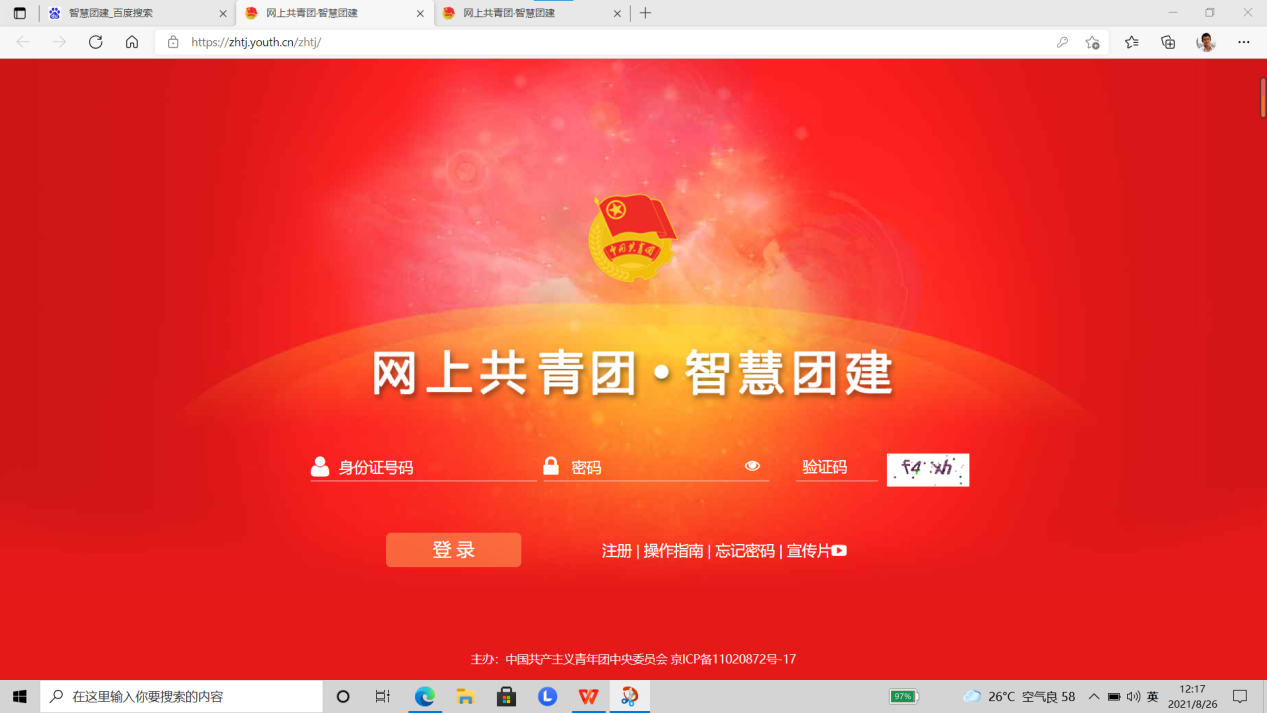 智慧团建_百度搜索
网上共青团·智慧团建
网上共青团·智慧团建
https://zhtj.youth.cn/zhtj/
中国共青团
网上共青团·智慧团建
身份证号码
密码
验证码
f4xh
登录
注册 | 操作指南 | 忘记密码 | 宣传片
主办：中国共产主义青年团中央委员会 京ICP备11020872号-17
在这里输入你要搜索的内容
97%
26°C 空气良 58
英
12:17
2021/8/26